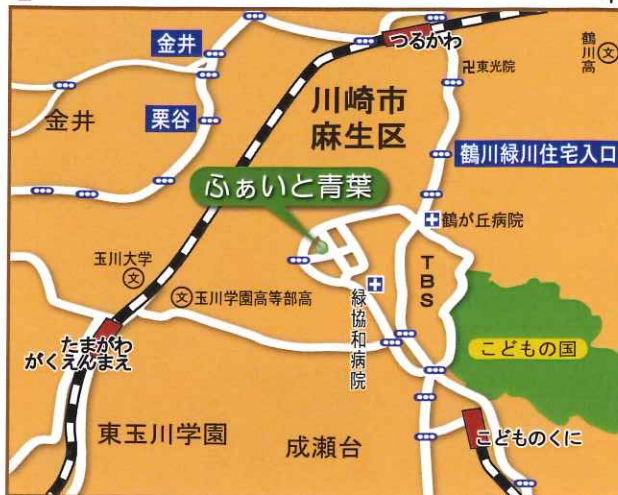 つるかわ
鶴川高
文
金井
卍東光院
川崎市
麻生区
金井
栗谷
鶴川緑川住宅入口
ふぁいと青葉
鶴が丘病院
玉川大学
文
TBS
文玉川学園高等部高
緑協和病院
こどもの国
たまがわ
がくえんまえ
こどものくに
東玉川学園
成瀬台